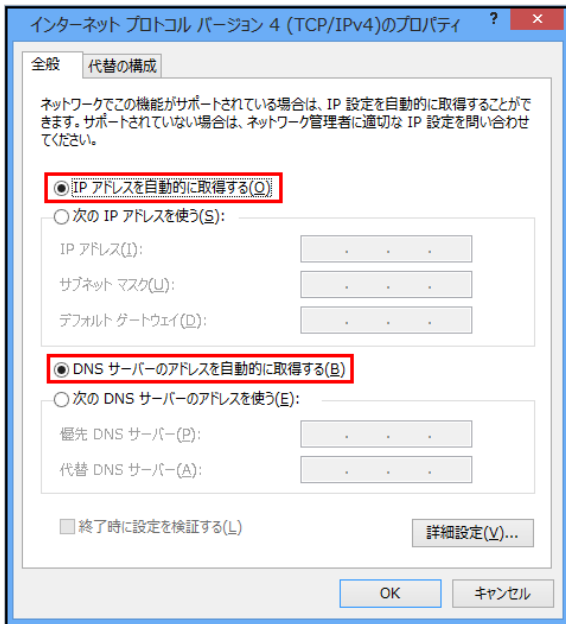 インターネット プロトコル バージョン 4 (TCP/IPv4)のプロパティ ? ×
全般 代替の構成
ネットワークでこの機能がサポートされている場合は、IP 設定を自動的に取得することがで
きます。サポートされていない場合は、ネットワーク管理者に適切な IP 設定を問い合わせ
てください。
IP アドレスを自動的に取得する(O)
次の IP アドレスを使う(S):
IP アドレス(I):
サブネット マスク(U):
デフォルト ゲートウェイ(D):
DNS サーバーのアドレスを自動的に取得する(B)
次の DNS サーバーのアドレスを使う(E):
優先 DNS サーバー(P):
代替 DNS サーバー(A):
終了時に設定を検証する(L)
詳細設定(V)...
OK キャンセル